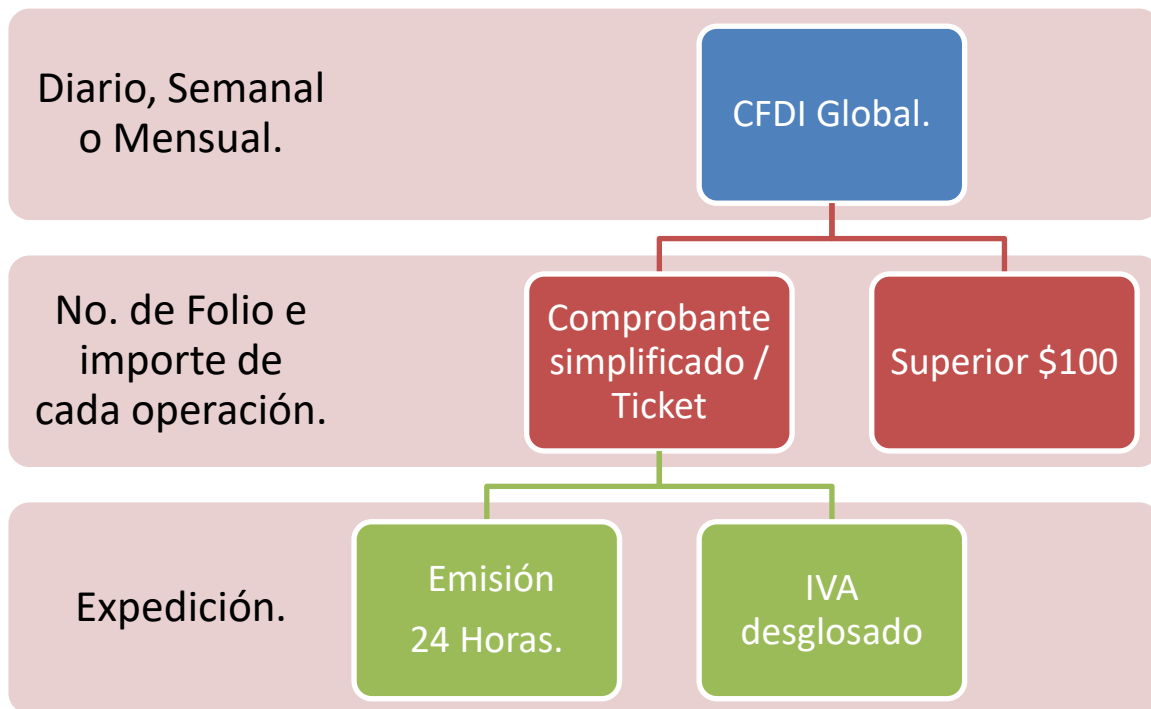 Diario, Semanal
o Mensual.
CFDI Global.
No. de Folio e
importe de
cada operación.
Comprobante
simplificado /
Ticket
Superior $100
Expedición.
Emisión
24 Horas.
IVA
desglosado